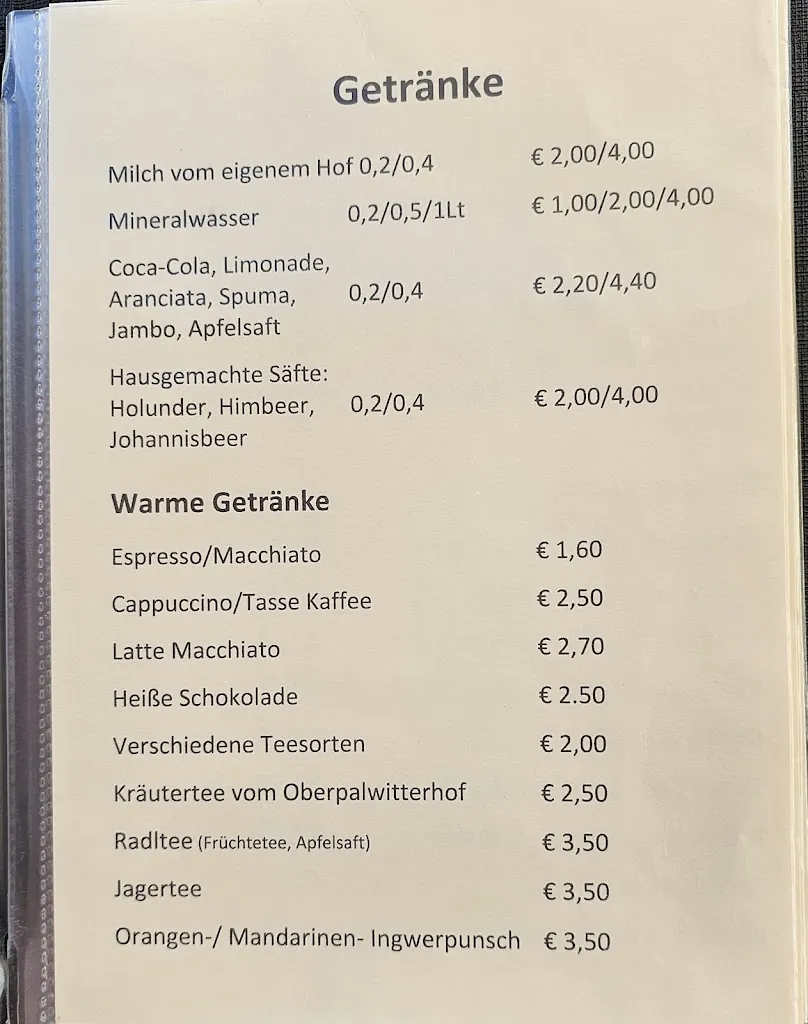 Getränke
Milch vom eigenem Hof 0,2/0,4 € 2,00/4,00
Mineralwasser 0,2/0,5/1Lt € 1,00/2,00/4,00
Coca-Cola, Limonade,
Aranciata, Spuma, 0,2/0,4 € 2,20/4,40
Jambo, Apfelsaft
Hausgemachte Säfte:
Holunder, Himbeer, 0,2/0,4 € 2,00/4,00
Johannisbeer
Warme Getränke
Espresso/Macchiato € 1,60
Cappuccino/Tasse Kaffee € 2,50
Latte Macchiato € 2,70
Heiße Schokolade € 2.50
Verschiedene Teesorten € 2,00
Kräutertee vom Oberpalwitterhof € 2,50
Radltee (Früchtetee, Apfelsaft) € 3,50
Jagertee € 3,50
Orangen-/ Mandarinen- Ingwerpunsch € 3,50